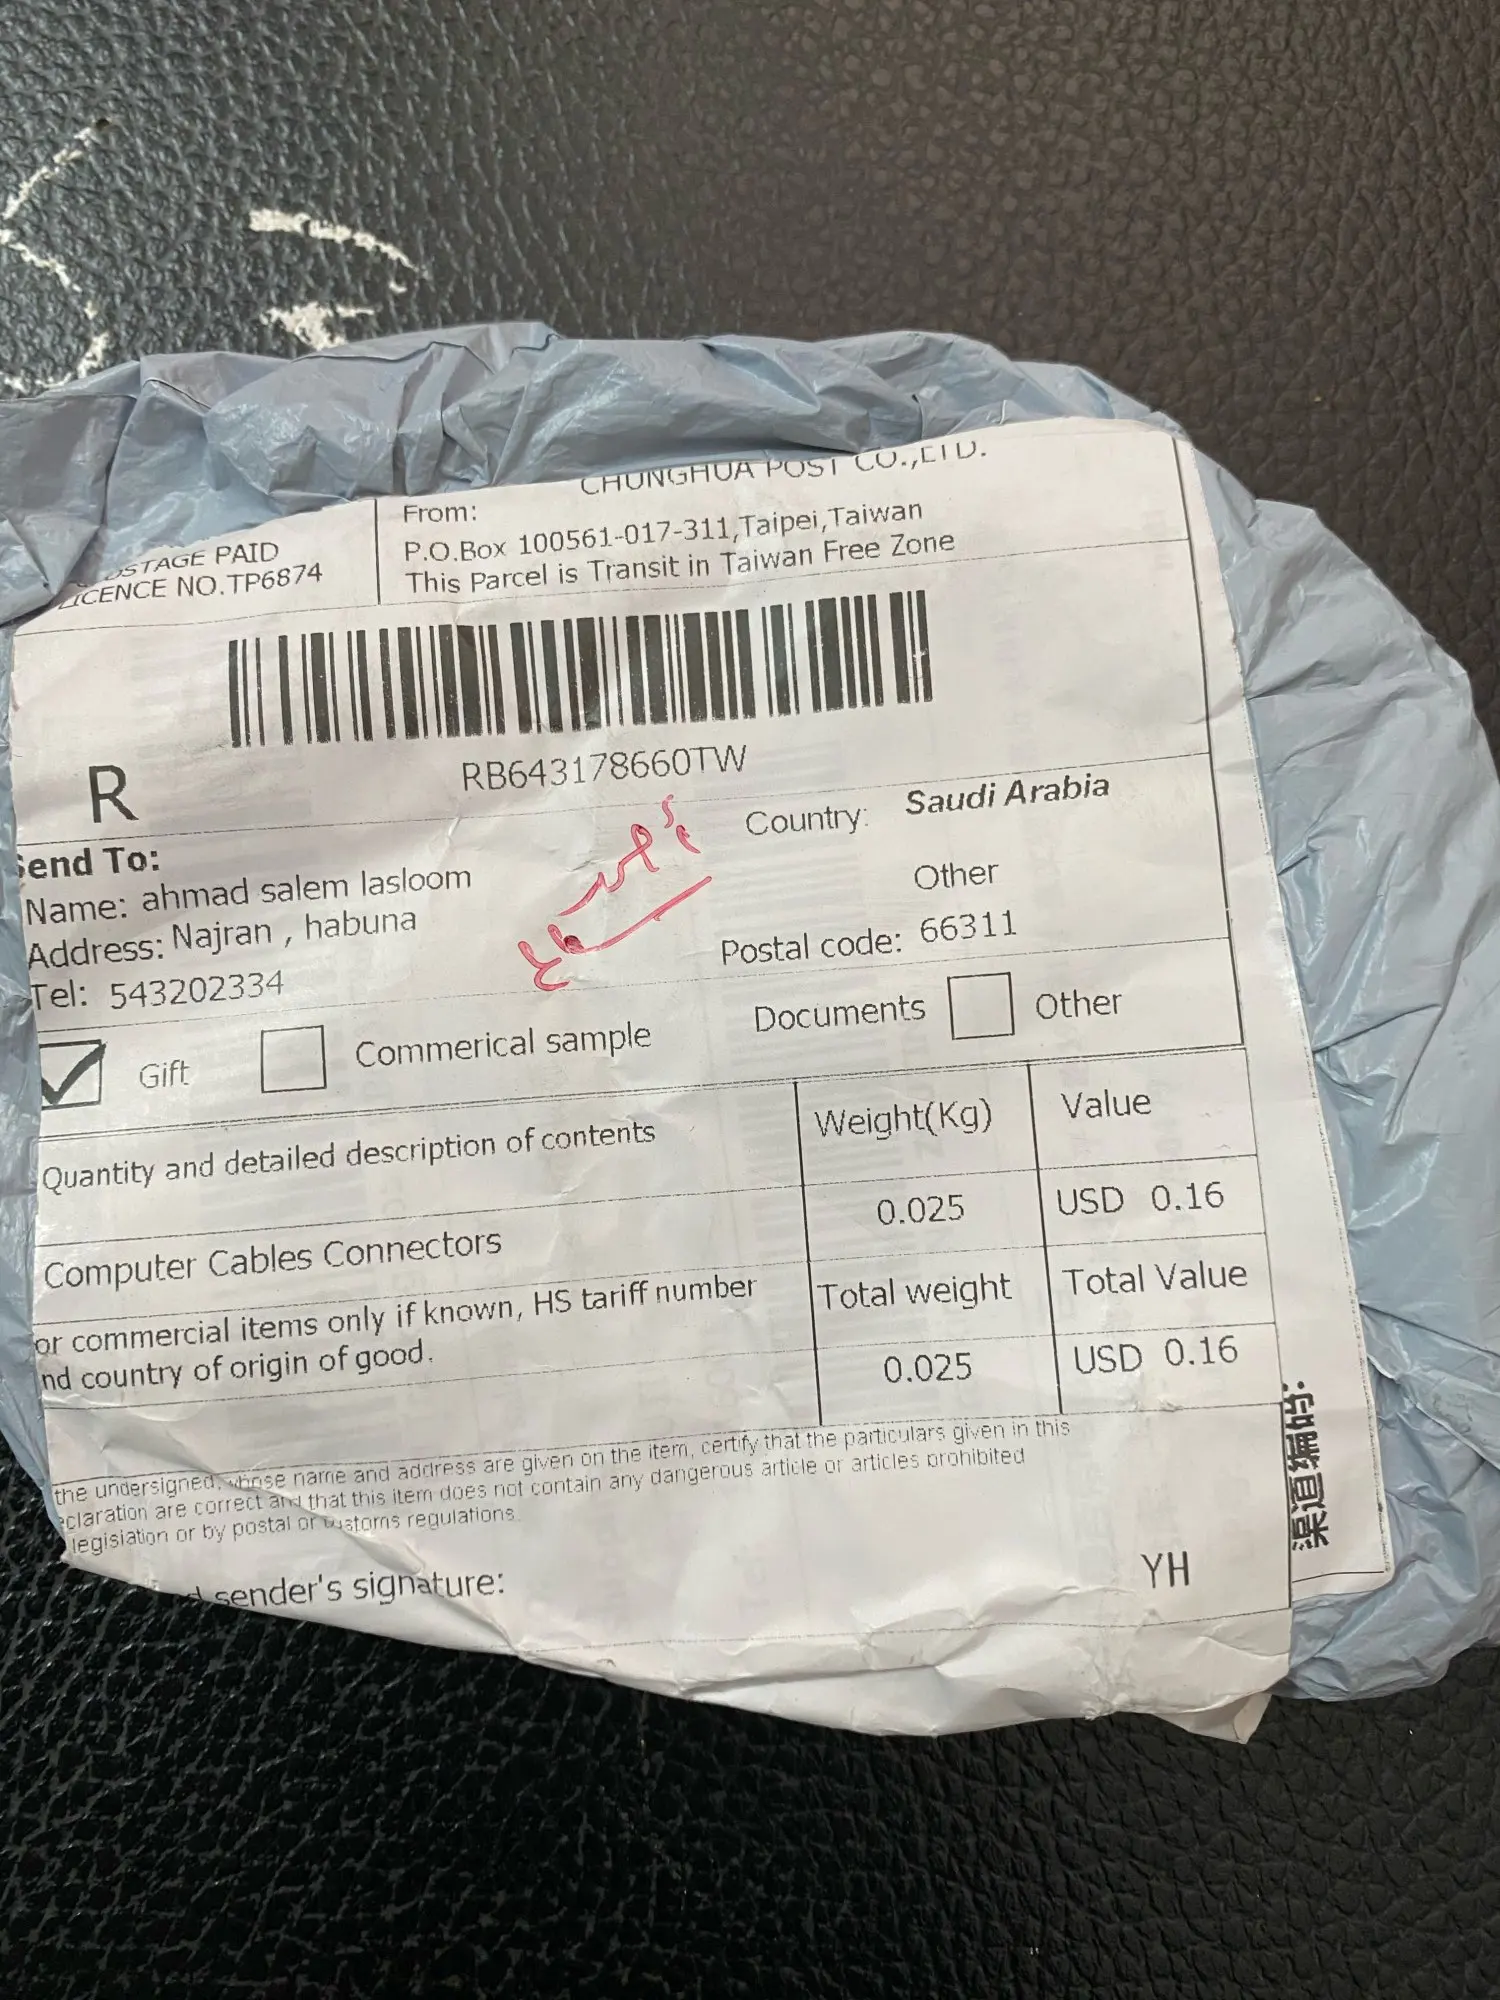 CHUNGHUA POST CO.,LTD.
POSTAGE PAID
LICENCE NO.TP6874
From:
P.O.Box 100561-017-311,Taipei,Taiwan
This Parcel is Transit in Taiwan Free Zone
RB643178660TW
R
Send To:
Name: ahmad salem lasloom
Address: Najran , habuna
Tel: 543202334
Country: Saudi Arabia
Other
Postal code: 66311
Gift Commerical sample Documents Other
Quantity and detailed description of contents Weight(Kg) Value
Computer Cables Connectors 0.025 USD 0.16
or commercial items only if known, HS tariff number
nd country of origin of good.
Total weight Total Value
0.025 USD 0.16
the undersigned, whose name and address are given on the item, certify that the particulars given in this
eclaration are correct and that this item does not contain any dangerous article or articles prohibited
legislation or by postal or customs regulations
sender's signature:
YH
渠道编码: